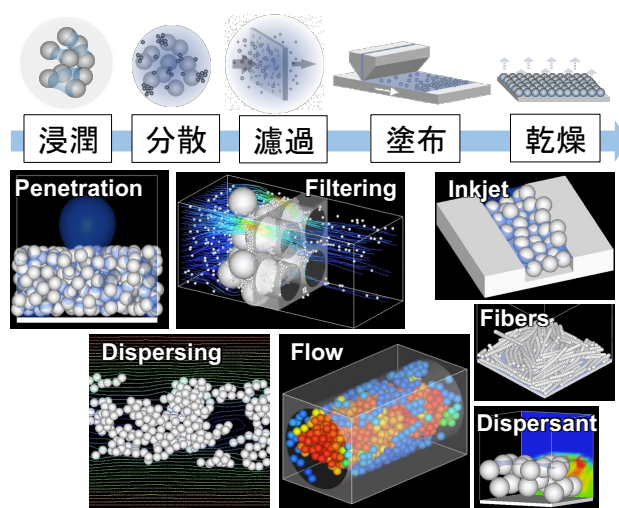 浸潤
分散
濾過
塗布
乾燥
Penetration
Filtering
Inkjet
Fibers
Dispersing
Flow
Dispersant